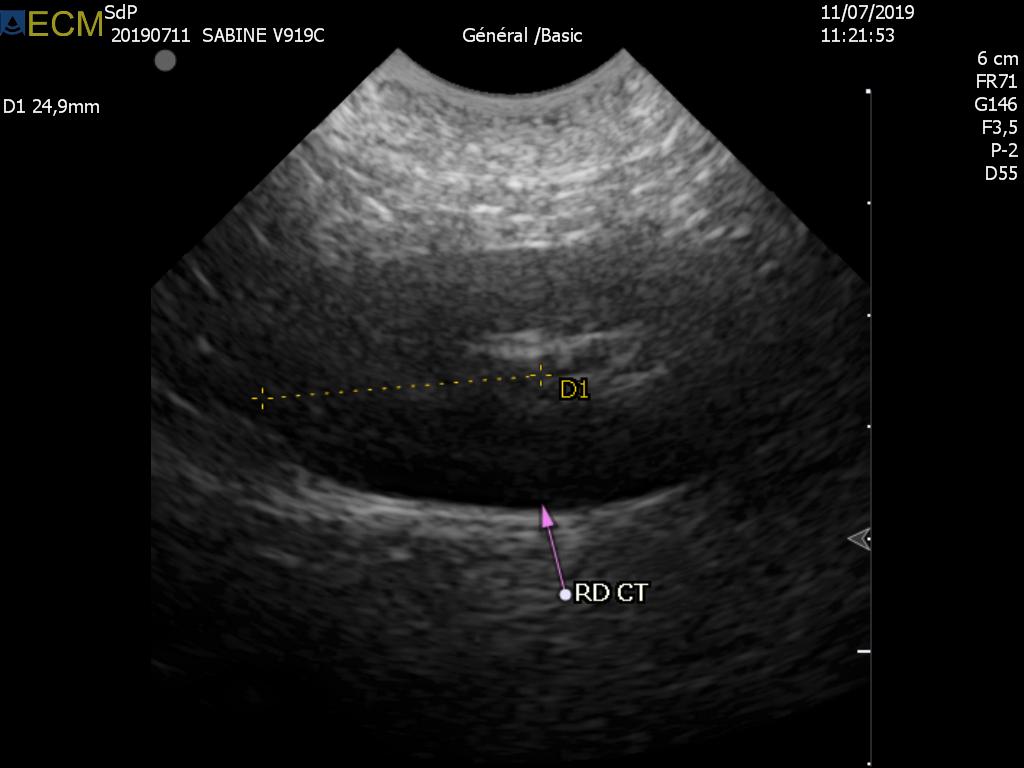 ECM
SdP
20190711 SABINE V919C
Général /Basic
11/07/2019
11:21:53
6 cm
FR71
G146
F3,5
P-2
D55
D1 24,9mm
D1
RD CT